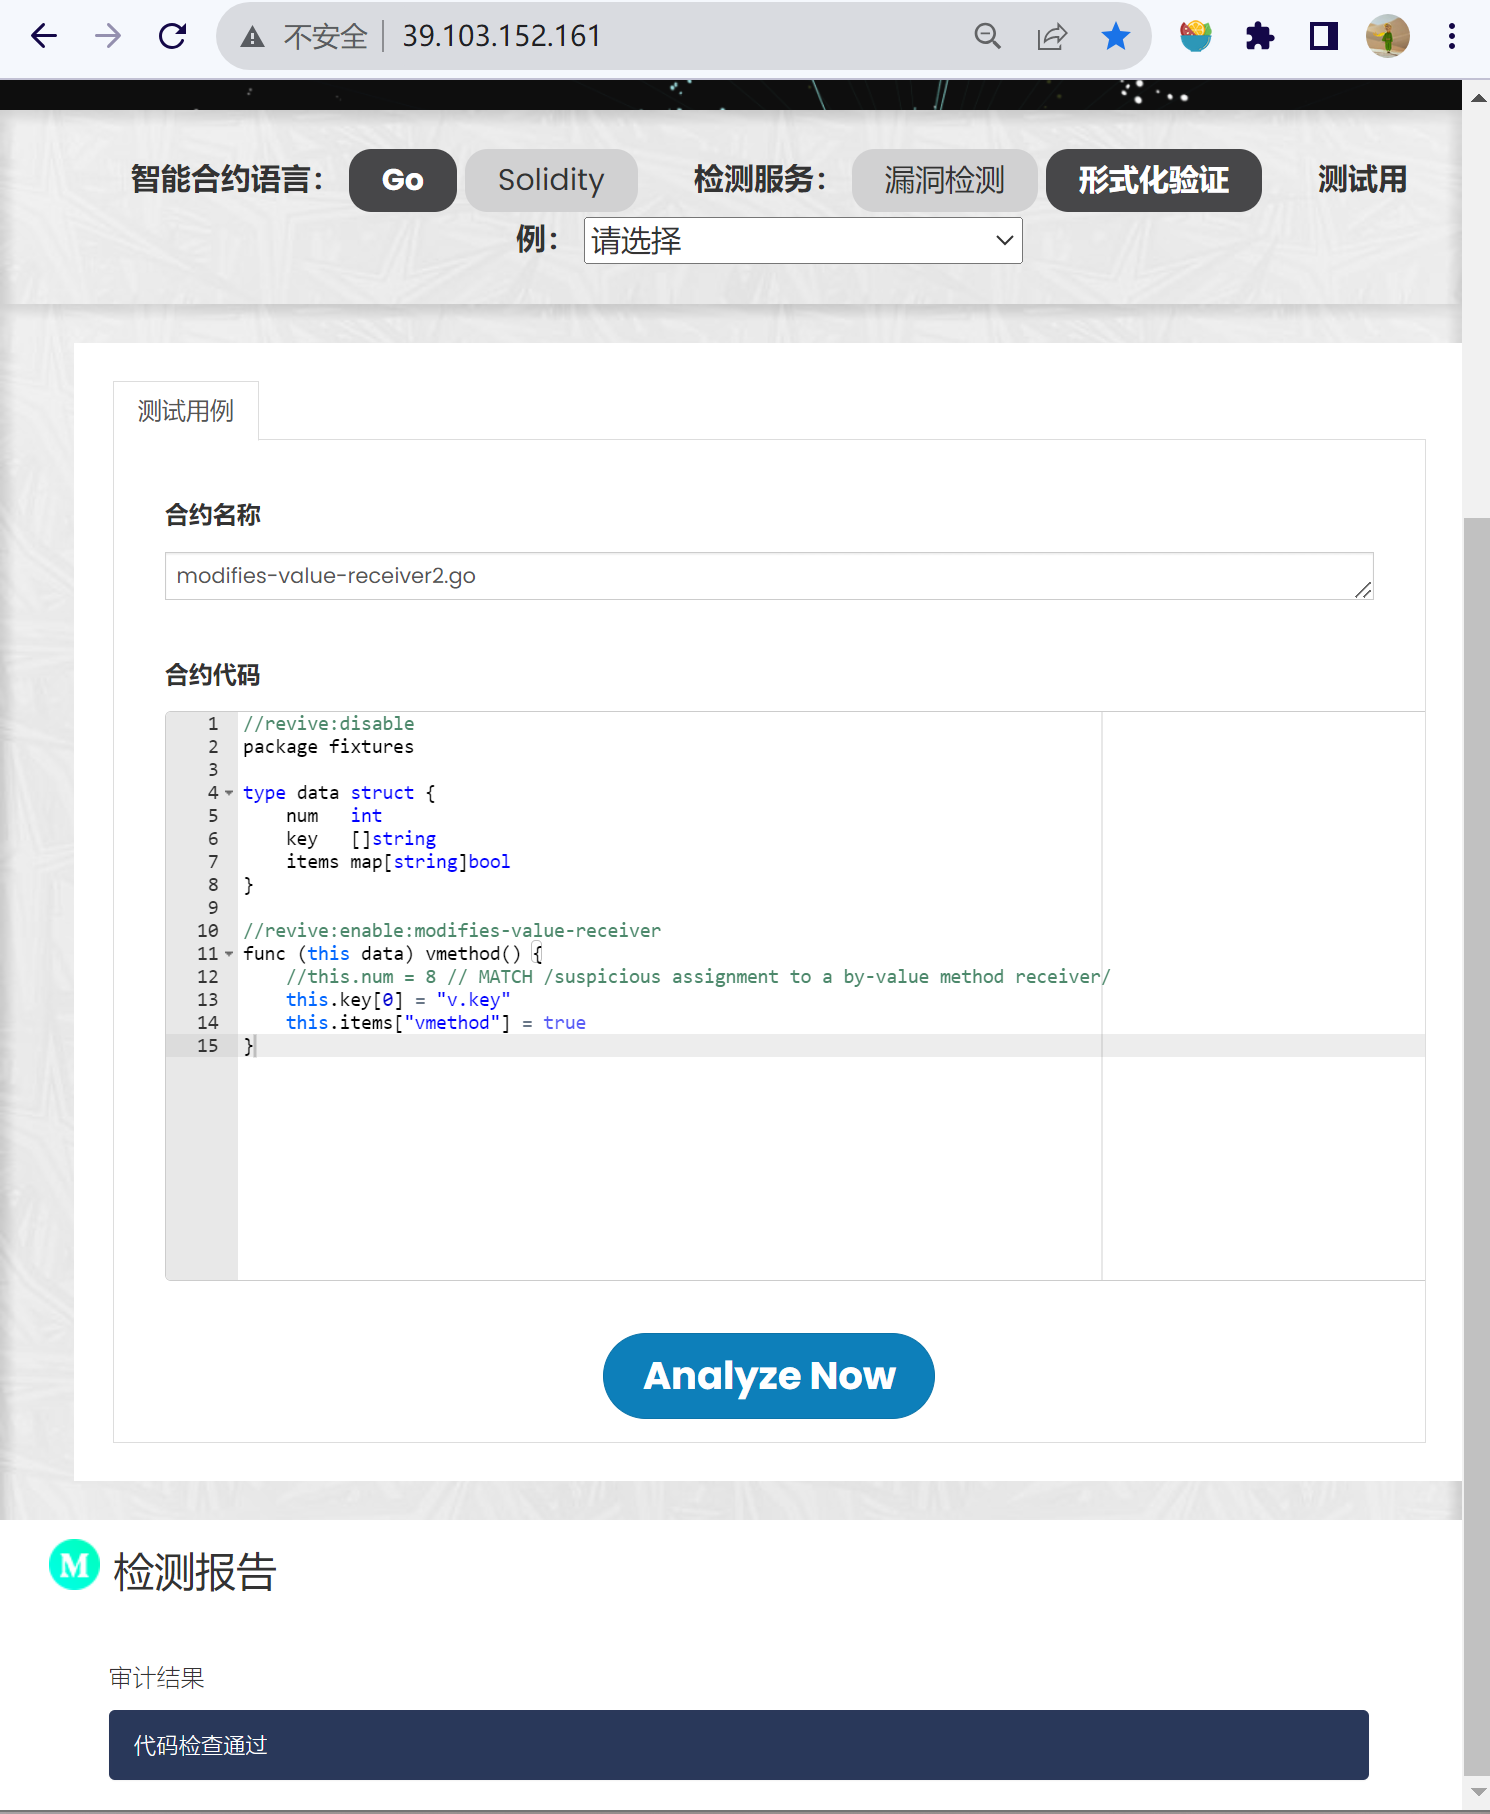 不安全 39.103.152.161
智能合约语言： Go Solidity 检测服务： 漏洞检测 形式化验证 测试用
例： 请选择
测试用例
合约名称
modifies-value-receiver2.go
合约代码
1 //revive:disable
2 package fixtures
3
4 type data struct {
5 num int
6 key []string
7 items map[string]bool
8 }
9
10 //revive:enable:modifies-value-receiver
11 func (this data) vmethod() {
12 //this.num = 8 // MATCH /suspicious assignment to a by-value method receiver/
13 this.key[0] = "v.key"
14 this.items["vmethod"] = true
15 }
Analyze Now
M 检测报告
审计结果
代码检查通过